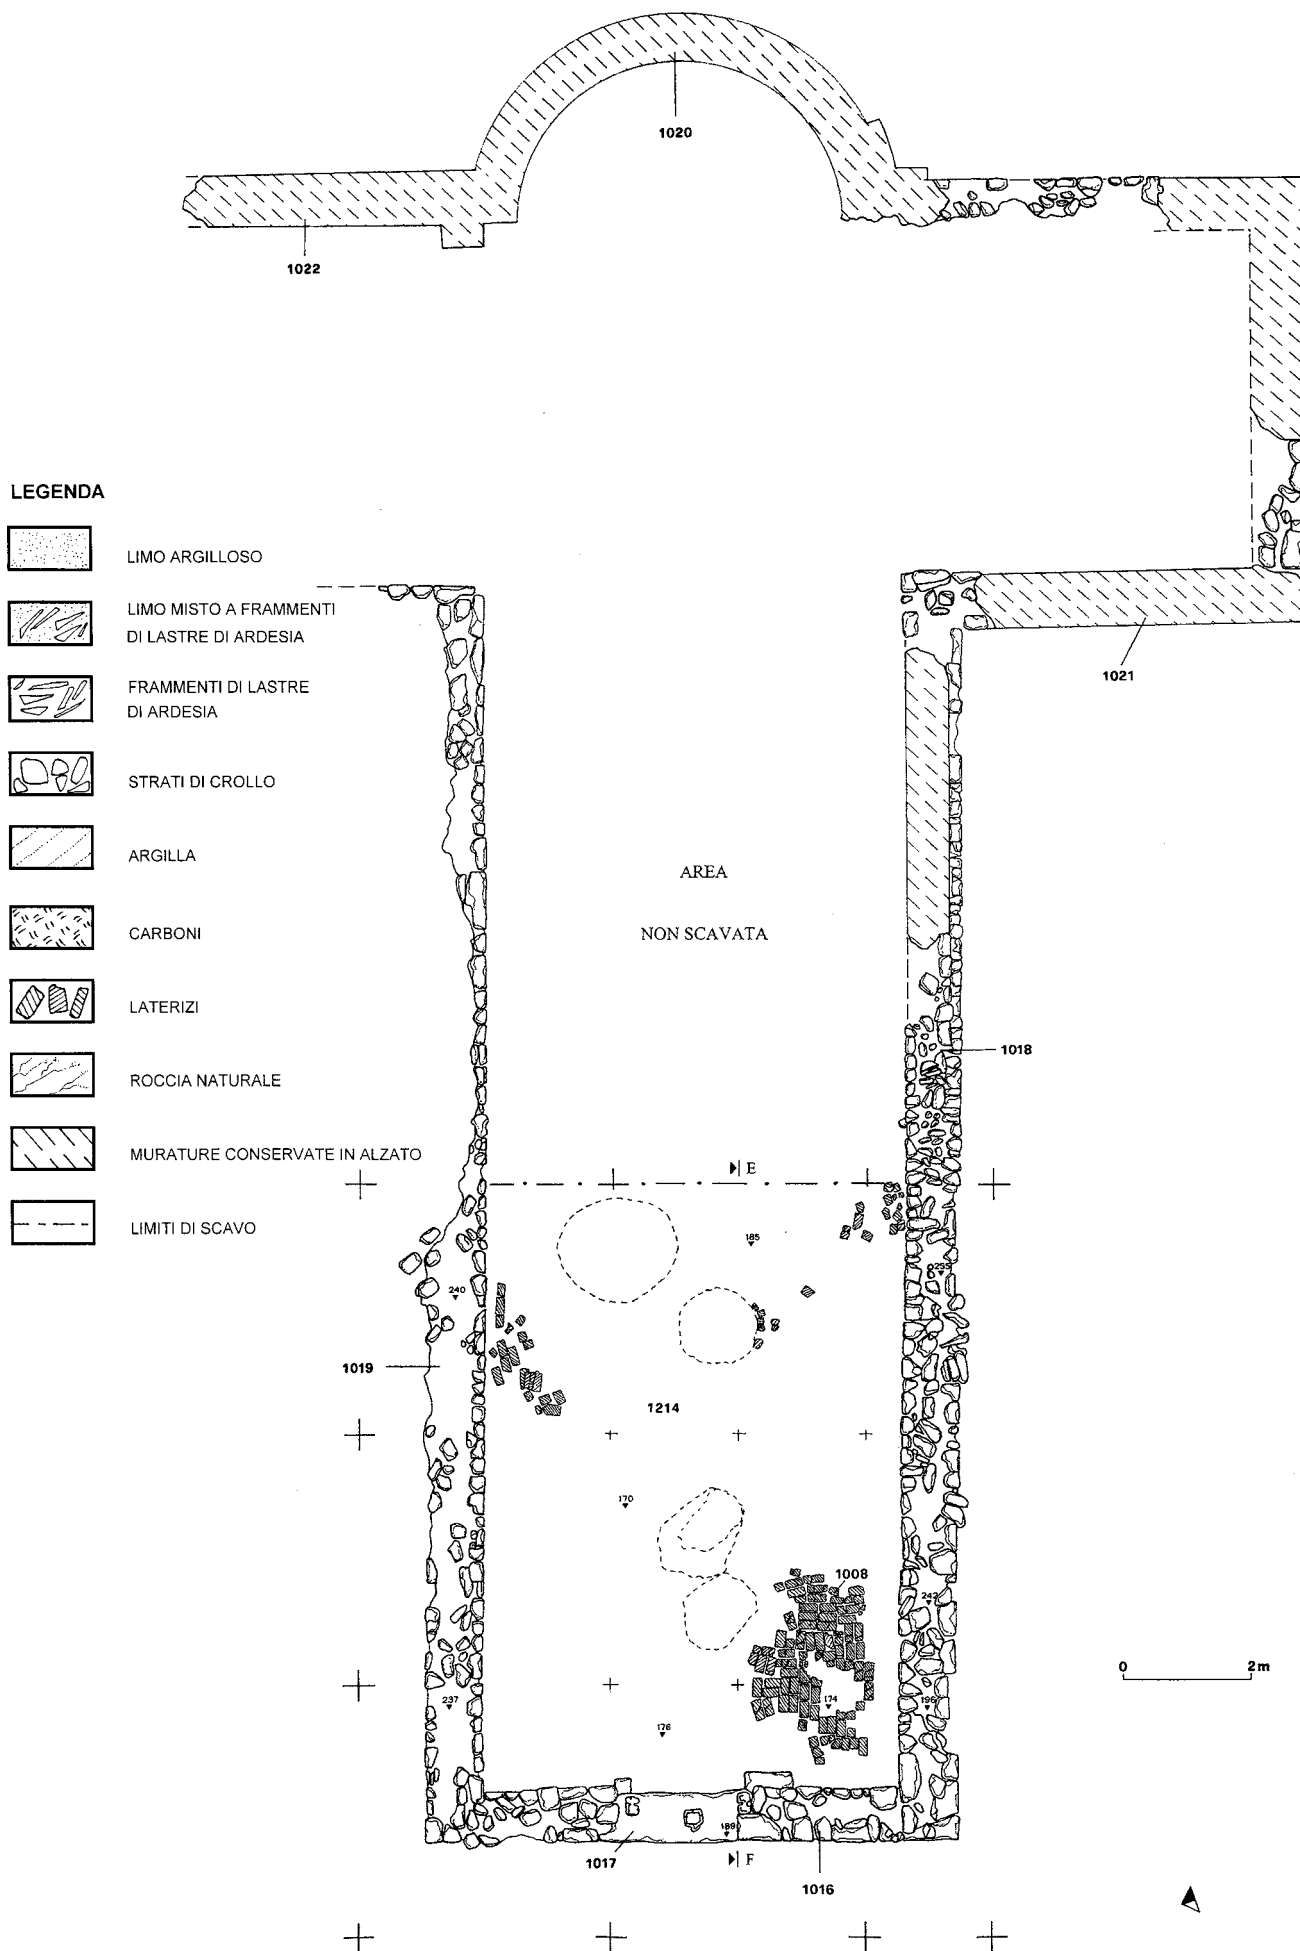 1020
1022
LEGENDA
LIMO ARGILLOSO
LIMO MISTO A FRAMMENTI
DI LASTRE DI ARDESIA
FRAMMENTI DI LASTRE
DI ARDESIA
STRATI DI CROLLO
ARGILLA
CARBONI
LATERIZI
ROCCIA NATURALE
MURATURE CONSERVATE IN ALZATO
LIMITI DI SCAVO
1021
AREA
NON SCAVATA
1018
E
185
240
1019
1214
170
1008
242
0 2m
237
174
196
176
189
1017
F
1016